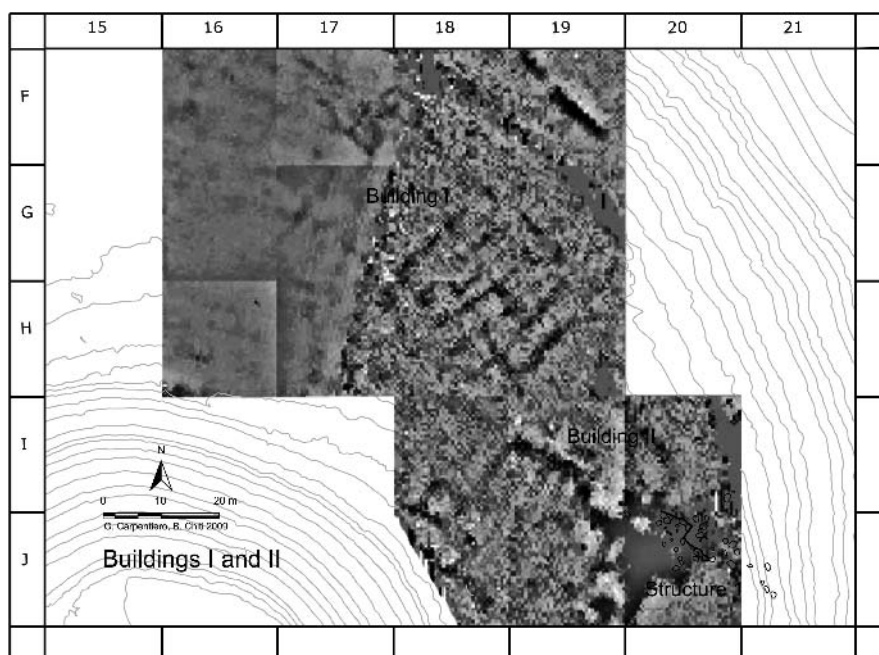 15 16 17 18 19 20 21
F
G
H
I
J
Building I
I
Building II
N
0 10 20 m
G. Carpentiero, B. Chiti 2009
Buildings I and II
Structure